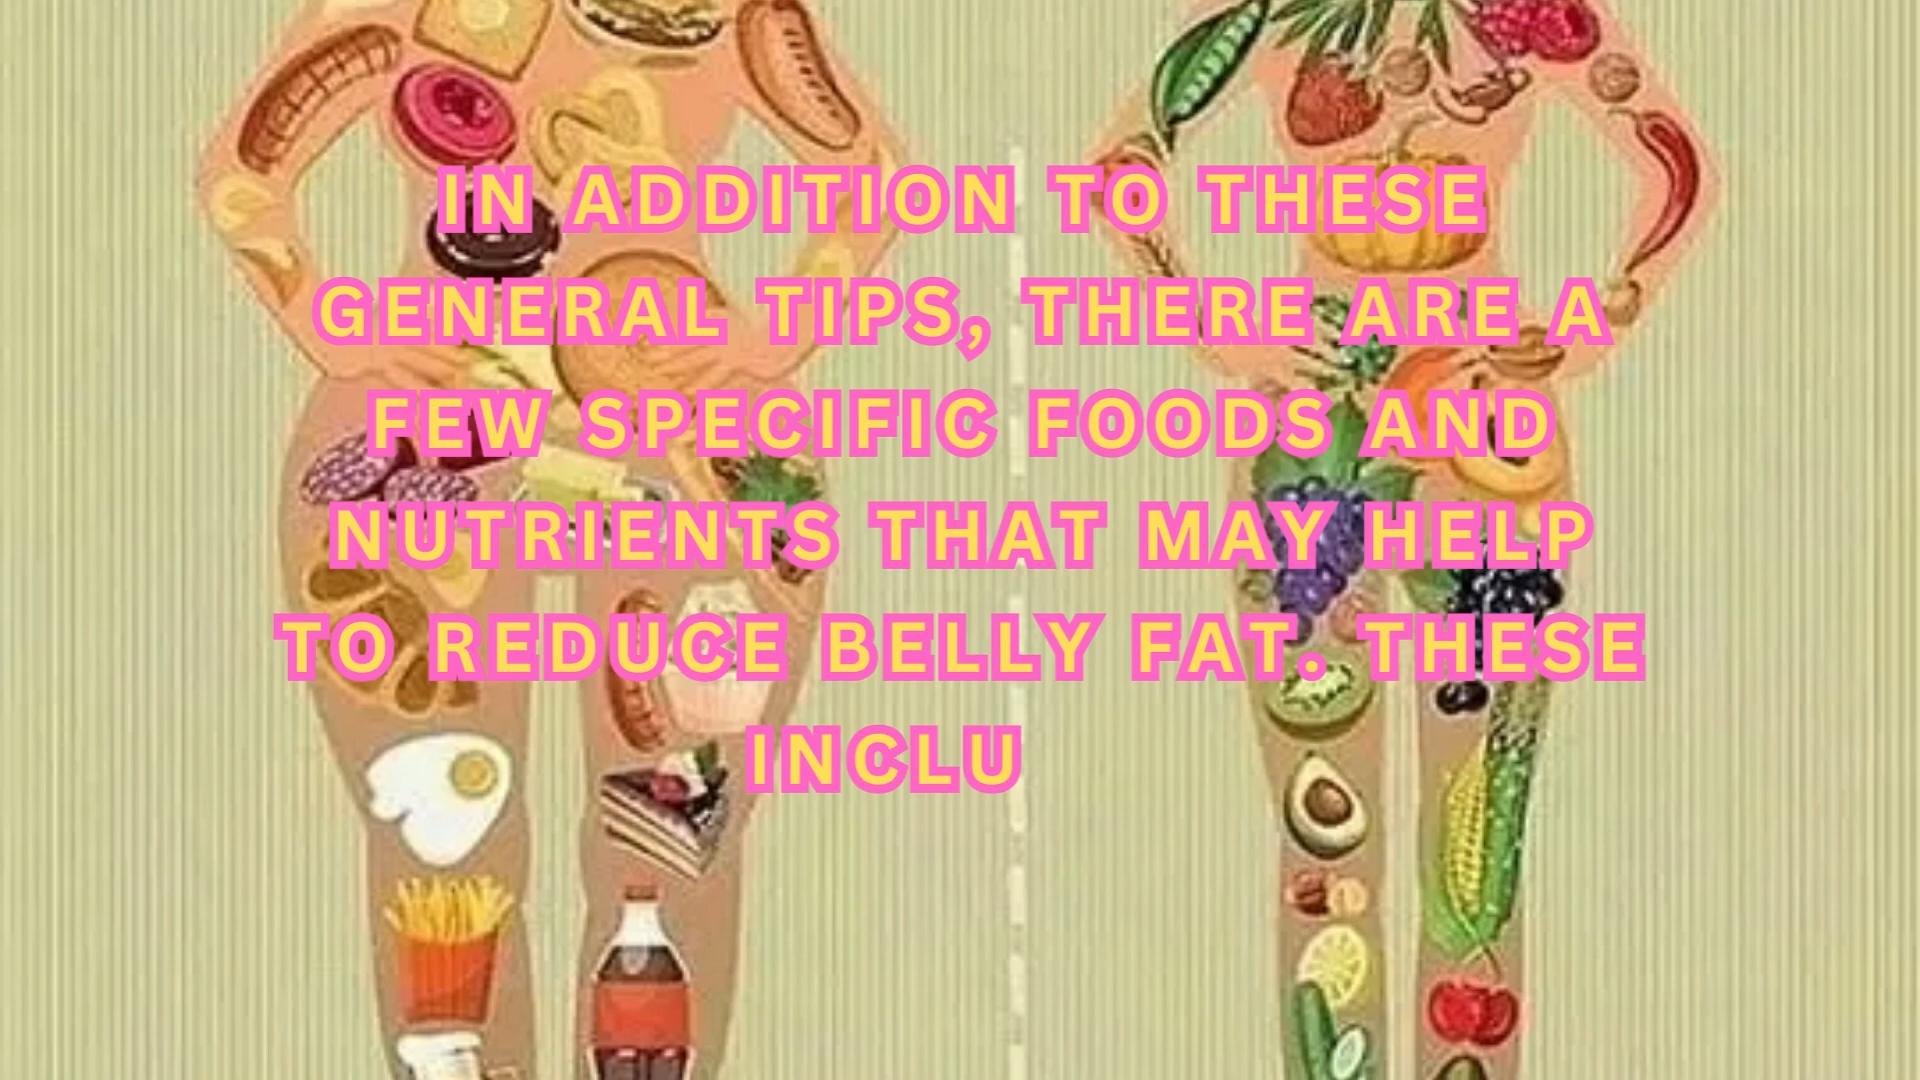 IN ADDITION TO THESE
GENERAL TIPS, THERE ARE A
FEW SPECIFIC FOODS AND
NUTRIENTS THAT MAY HELP
TO REDUCE BELLY FAT. THESE
INCLU